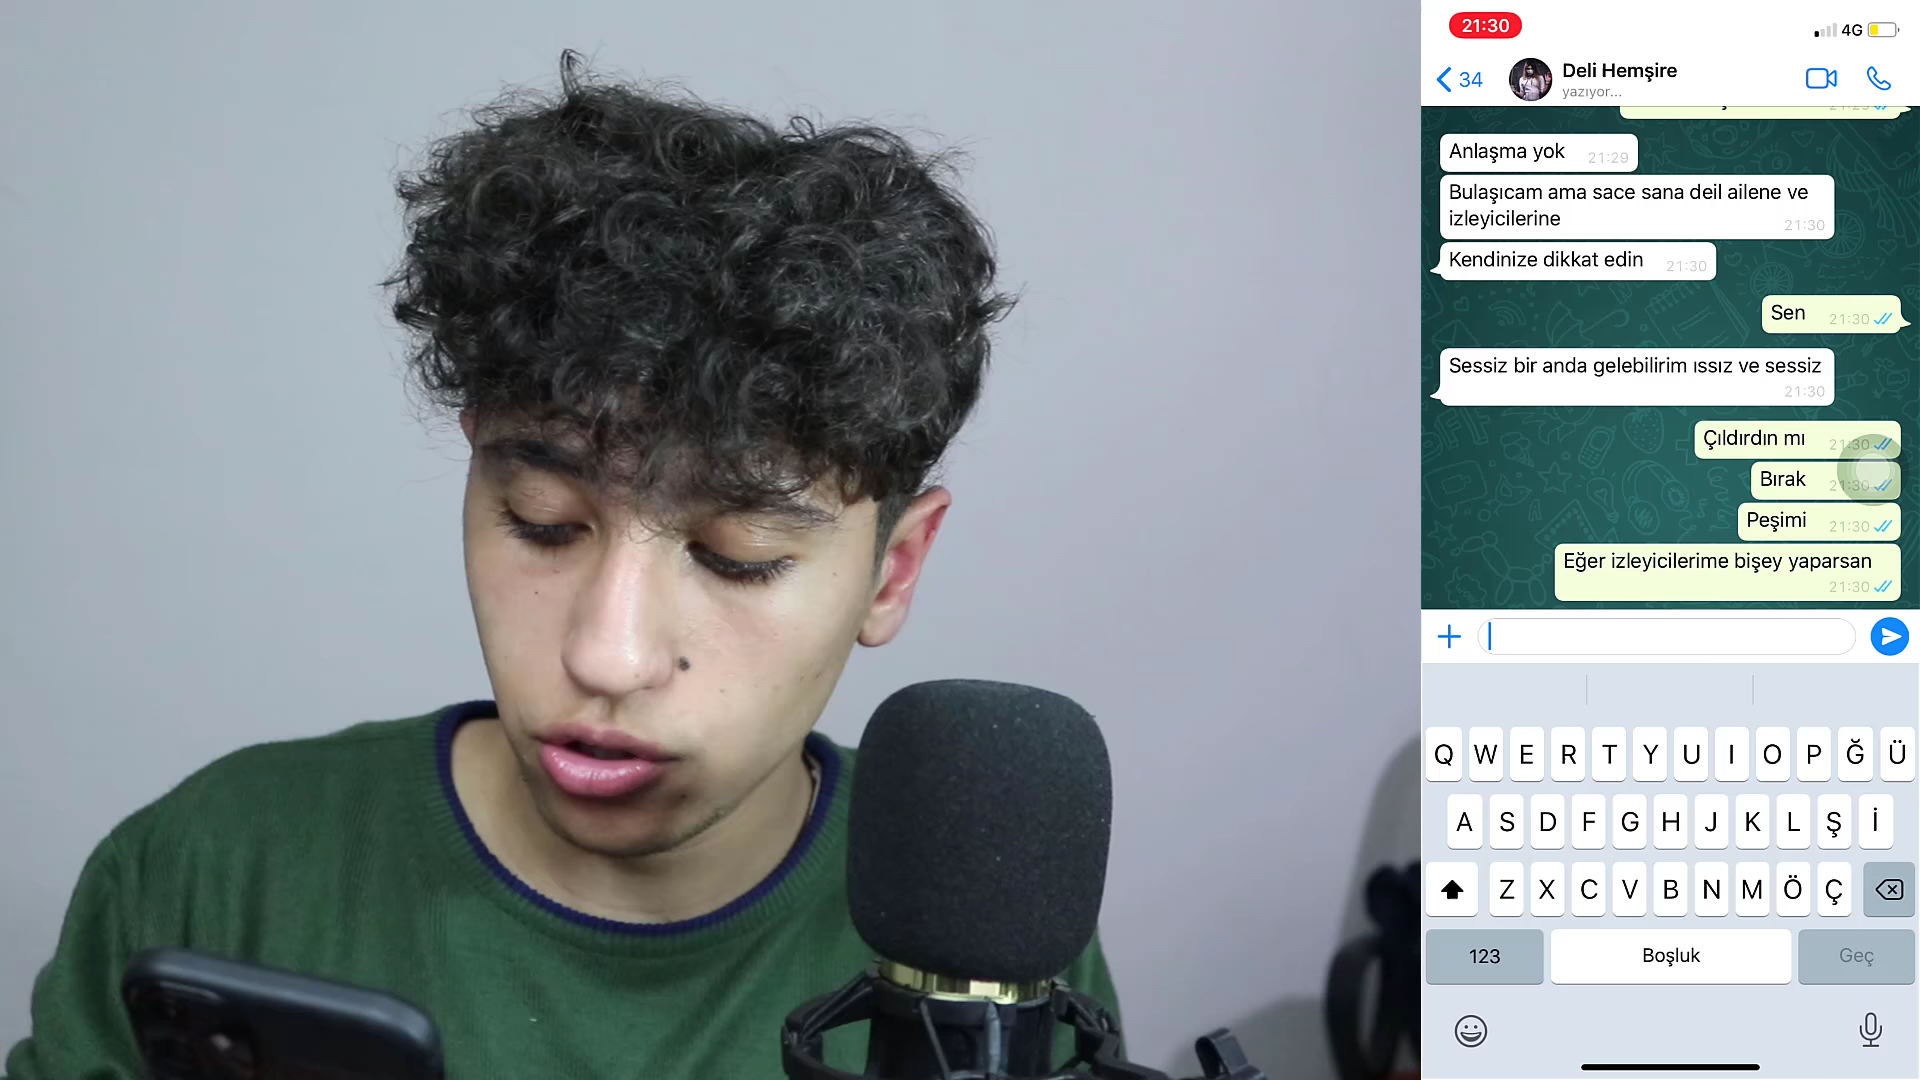 21:30
4G
34
Deli Hemşire
yazıyor...
Anlaşma yok 21:29
Bulaşıcam ama sace sana deil ailene ve
izleyicilerine
21:30
Kendinize dikkat edin 21:30
Sen 21:30
Sessiz bir anda gelebilirim ıssız ve sessiz
21:30
Çıldırdın mı 21:30
Bırak 21:30
Peşimi 21:30
Eğer izleyicilerime bişey yaparsan
21:30
Q W E R T Y U I O P Ğ Ü
A S D F G H J K L Ş İ
Z X C V B N M Ö Ç
123 Boşluk Geç